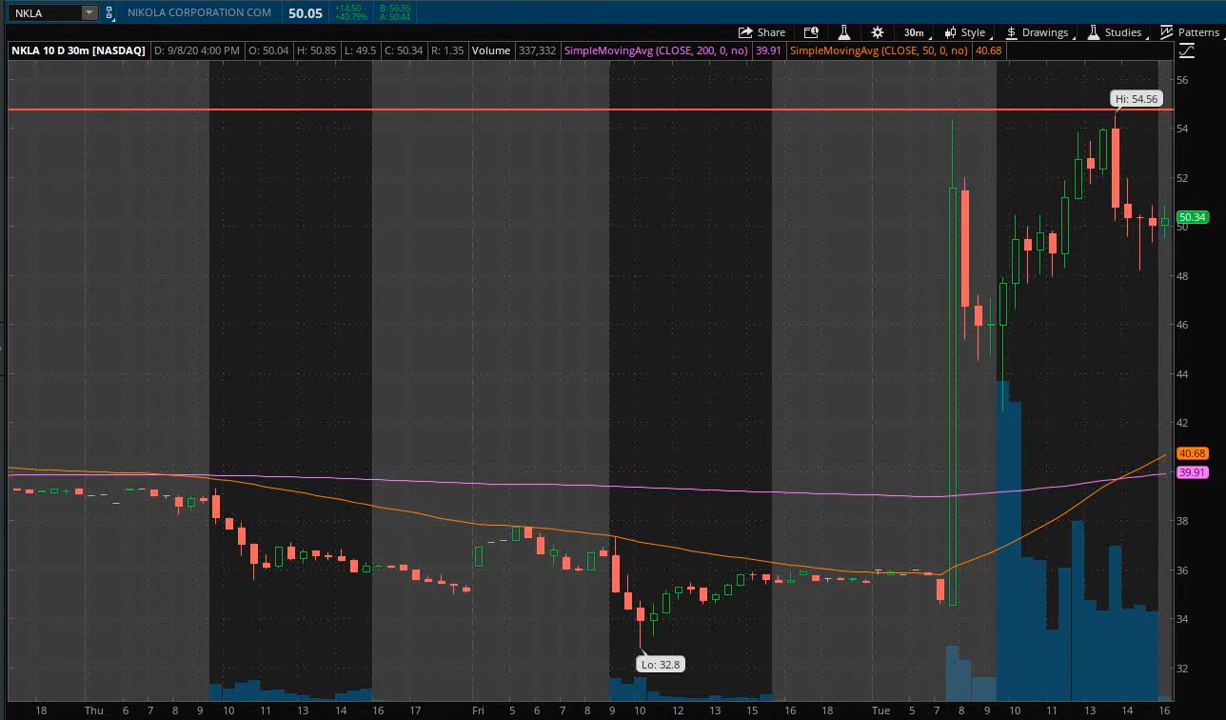 NKLA NIKOLA CORPORATION COM 50.05 +14.50 B: 50.35
+40.79% A: 50.44
Share 30m Style Drawings Studies Patterns
NKLA 10 D 30m [NASDAQ] D: 9/8/20 4:00 PM O: 50.04 H: 50.85 L: 49.5 C: 50.34 R: 1.35 Volume 337,332 SimpleMovingAvg (CLOSE, 200, 0, no) 39.91 SimpleMovingAvg (CLOSE, 50, 0, no) 40.68
56
Hi: 54.56
54
52
50.34
50
48
46
44
42
40.68
39.91
38
36
34
Lo: 32.8
32
18 Thu 6 7 8 9 10 11 13 14 16 17 Fri 5 6 7 8 9 10 12 13 15 16 18 Tue 5 7 8 9 10 11 13 14 16